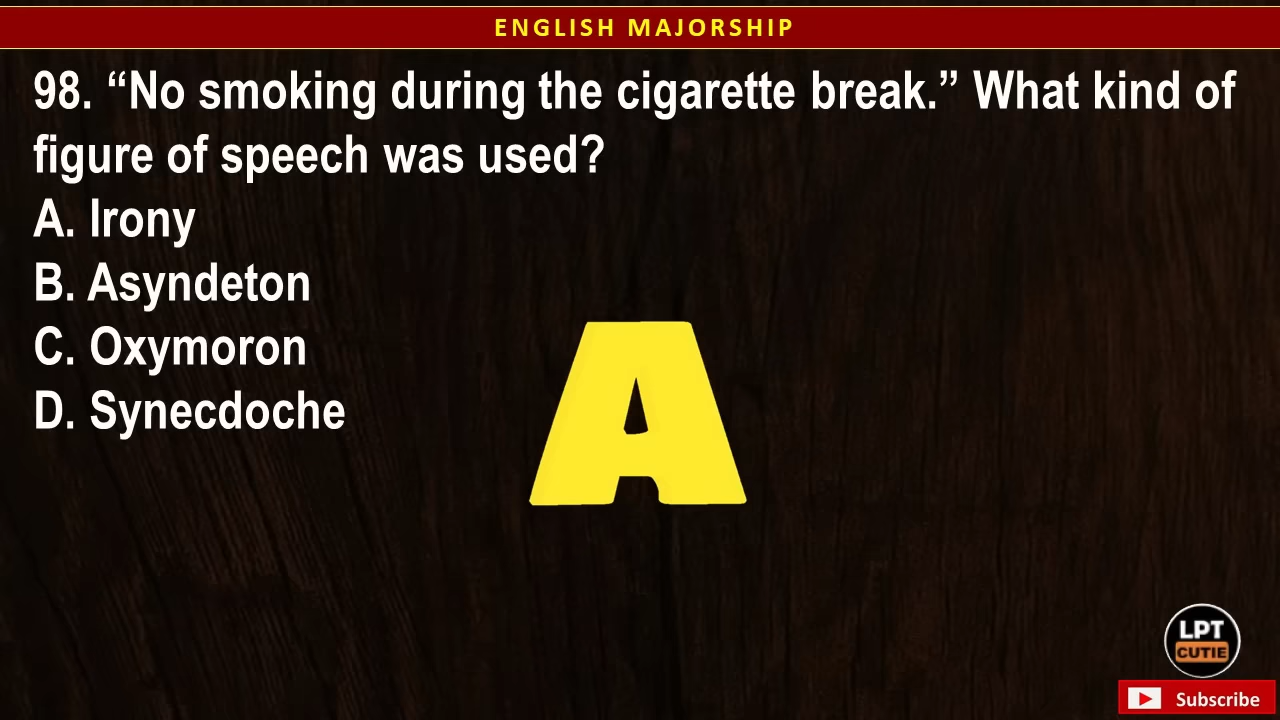 ENGLISH MAJORSHIP
98. “No smoking during the cigarette break.” What kind of
figure of speech was used?
A. Irony
B. Asyndeton
C. Oxymoron
D. Synecdoche
A
LPT
CUTIE
Subscribe